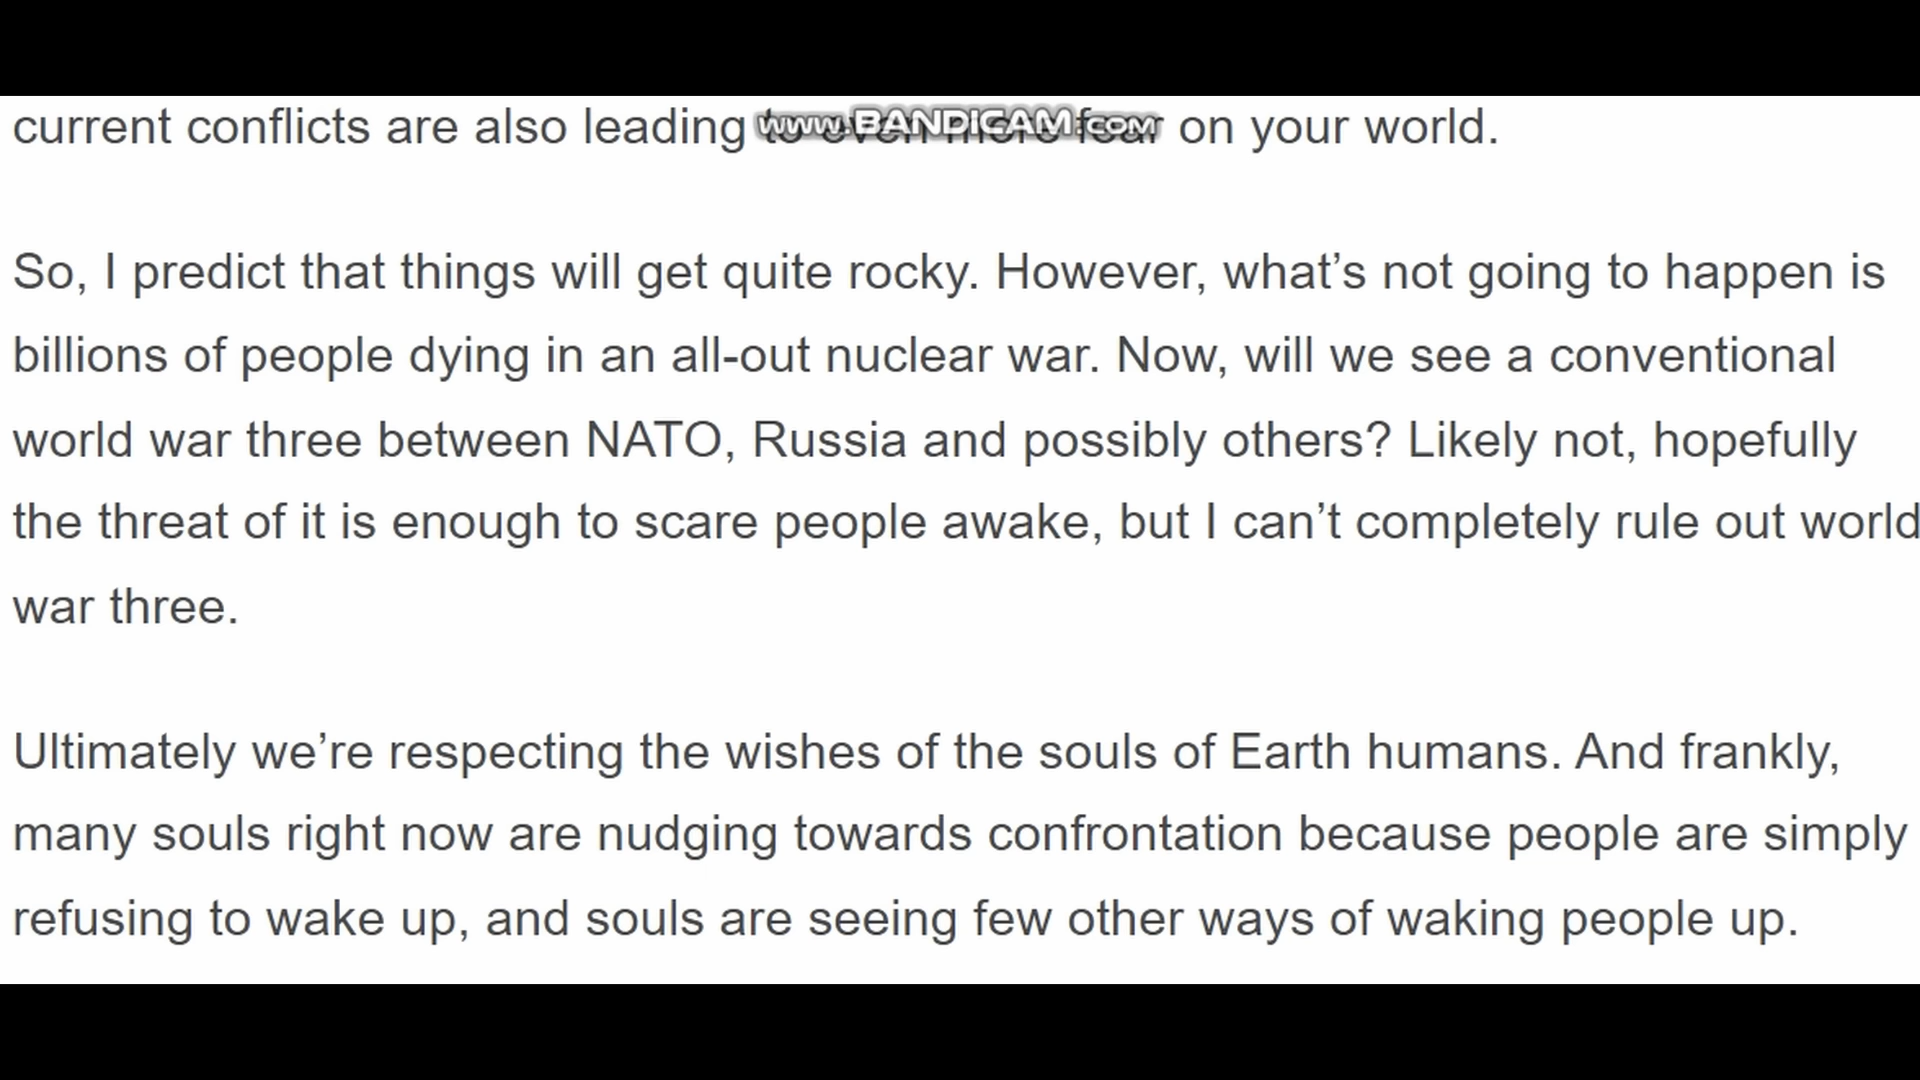 current conflicts are also leading to even more fear on your world.
www.BANDICAM.com
So, I predict that things will get quite rocky. However, what’s not going to happen is
billions of people dying in an all-out nuclear war. Now, will we see a conventional
world war three between NATO, Russia and possibly others? Likely not, hopefully
the threat of it is enough to scare people awake, but I can’t completely rule out world
war three.
Ultimately we’re respecting the wishes of the souls of Earth humans. And frankly,
many souls right now are nudging towards confrontation because people are simply
refusing to wake up, and souls are seeing few other ways of waking people up.